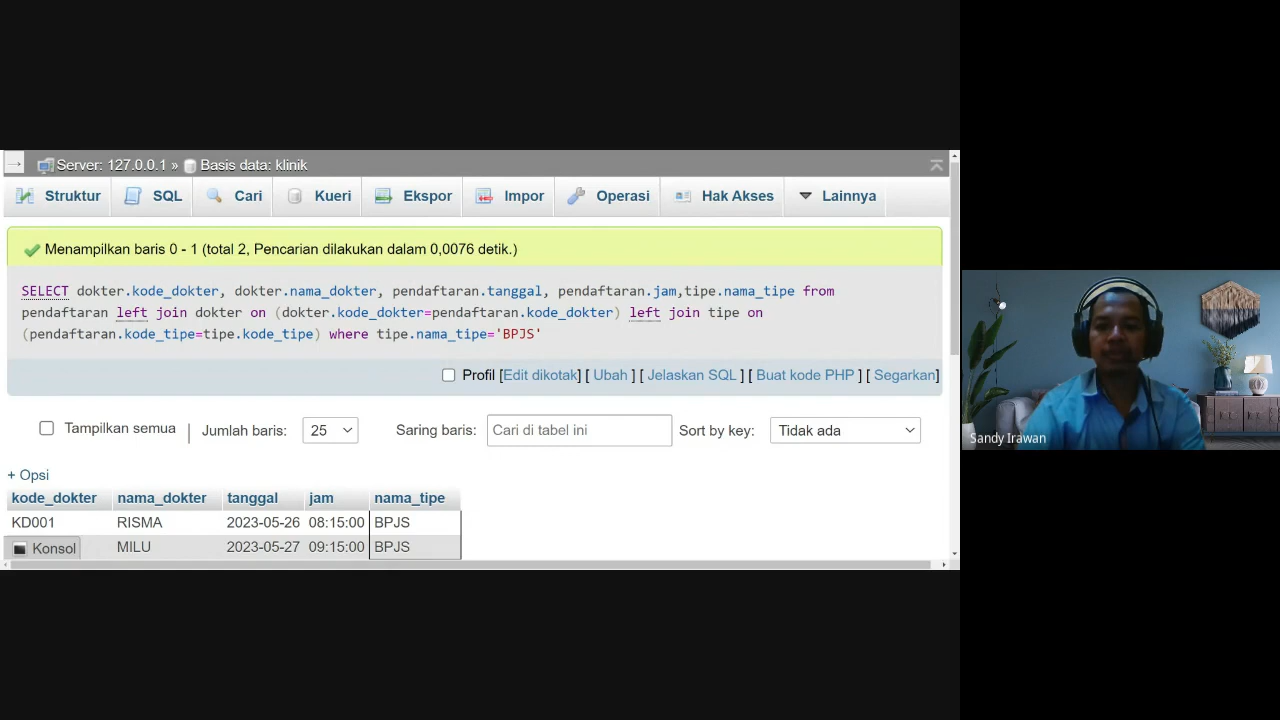 Server: 127.0.0.1 » Basis data: klinik
Struktur SQL Cari Kueri Ekspor Impor Operasi Hak Akses Lainnya
Menampilkan baris 0 - 1 (total 2, Pencarian dilakukan dalam 0,0076 detik.)
SELECT dokter.kode_dokter, dokter.nama_dokter, pendaftaran.tanggal, pendaftaran.jam,tipe.nama_tipe from
pendaftaran left join dokter on (dokter.kode_dokter=pendaftaran.kode_dokter) left join tipe on
(pendaftaran.kode_tipe=tipe.kode_tipe) where tipe.nama_tipe='BPJS'
Profil [Edit dikotak] [ Ubah ] [ Jelaskan SQL ] [ Buat kode PHP ] [ Segarkan]
Tampilkan semua | Jumlah baris: 25 Saring baris: Cari di tabel ini Sort by key: Tidak ada
+ Opsi
kode_dokter nama_dokter tanggal jam nama_tipe
KD001 RISMA 2023-05-26 08:15:00 BPJS
Konsol MILU 2023-05-27 09:15:00 BPJS
Sandy Irawan